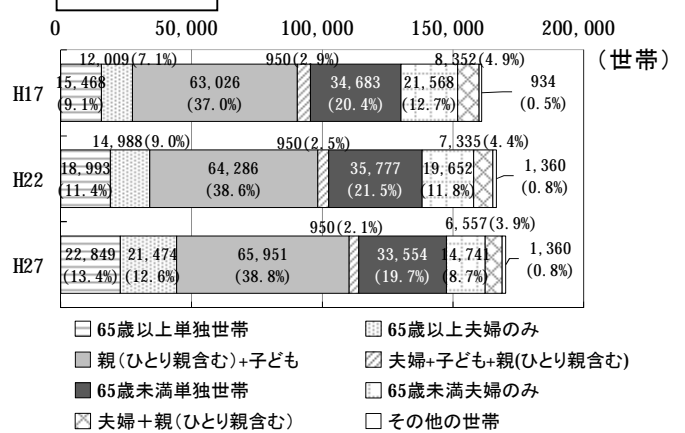 0 50,000 100,000 150,000 200,000
(世帯)
12,009(7.1%) 950(2.9%) 8,352(4.9%)
H17 15,468 (9.1%) 63,026 (37.0%) 34,683 (20.4%) 21,568 (12.7%) 934 (0.5%)
14,988(9.0%) 950(2.5%) 7,335(4.4%)
H22 18,993 (11.4%) 64,286 (38.6%) 35,777 (21.5%) 19,652 (11.8%) 1,360 (0.8%)
950(2.1%) 6,557(3.9%)
H27 22,849 (13.4%) 21,474 (12.6%) 65,951 (38.8%) 33,554 (19.7%) 14,741 (8.7%) 1,360 (0.8%)
65歳以上単独世帯 65歳以上夫婦のみ
親(ひとり親含む)+子ども 夫婦+子ども+親(ひとり親含む)
65歳未満単独世帯 65歳未満夫婦のみ
夫婦+親(ひとり親含む) その他の世帯